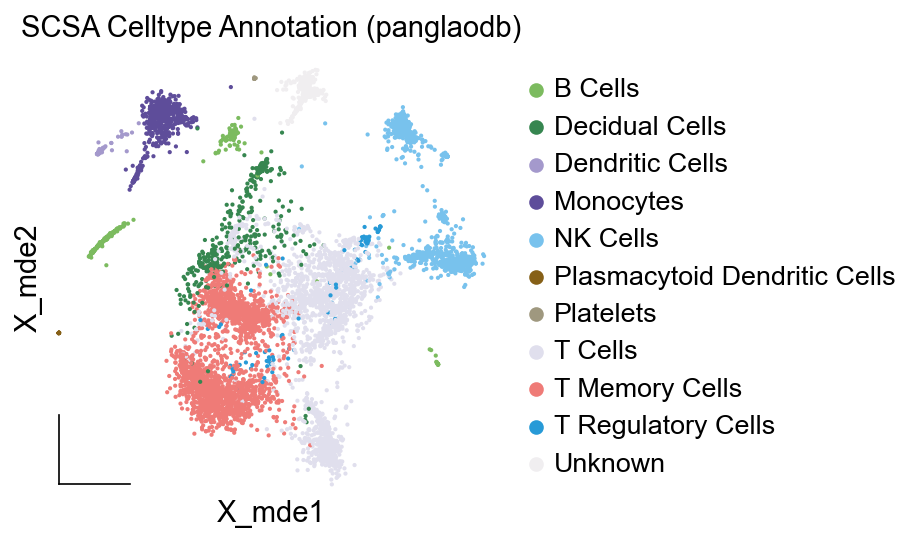 SCSA Celltype Annotation (panglaodb)
B Cells
Decidual Cells
Dendritic Cells
Monocytes
NK Cells
Plasmacytoid Dendritic Cells
Platelets
T Cells
T Memory Cells
T Regulatory Cells
Unknown
X_mde2
X_mde1